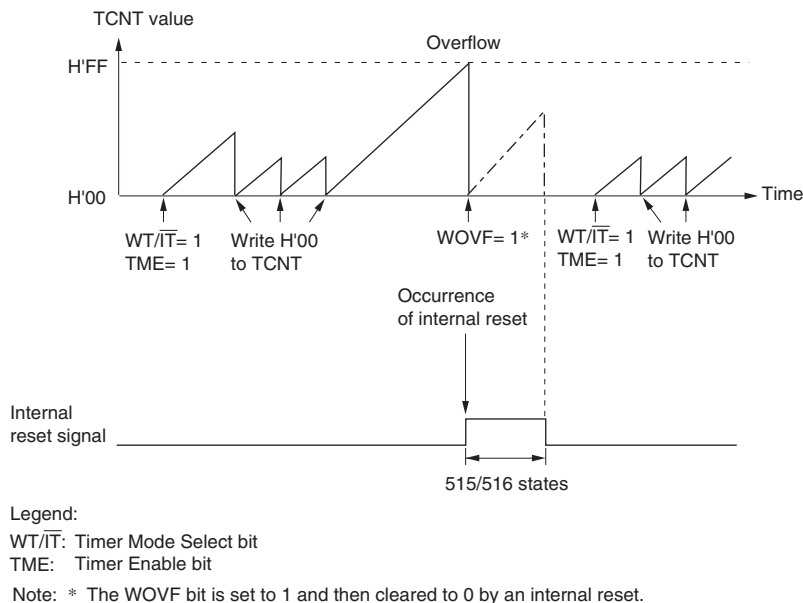 TCNT value
Overflow
H'FF
H'00
Time
WT/I̅T̅= 1
TME= 1
Write H'00
to TCNT
WOVF= 1*
WT/I̅T̅= 1
TME= 1
Write H'00
to TCNT
Occurrence
of internal reset
Internal
reset signal
515/516 states
Legend:
WT/I̅T̅: Timer Mode Select bit
TME: Timer Enable bit
Note: * The WOVF bit is set to 1 and then cleared to 0 by an internal reset.